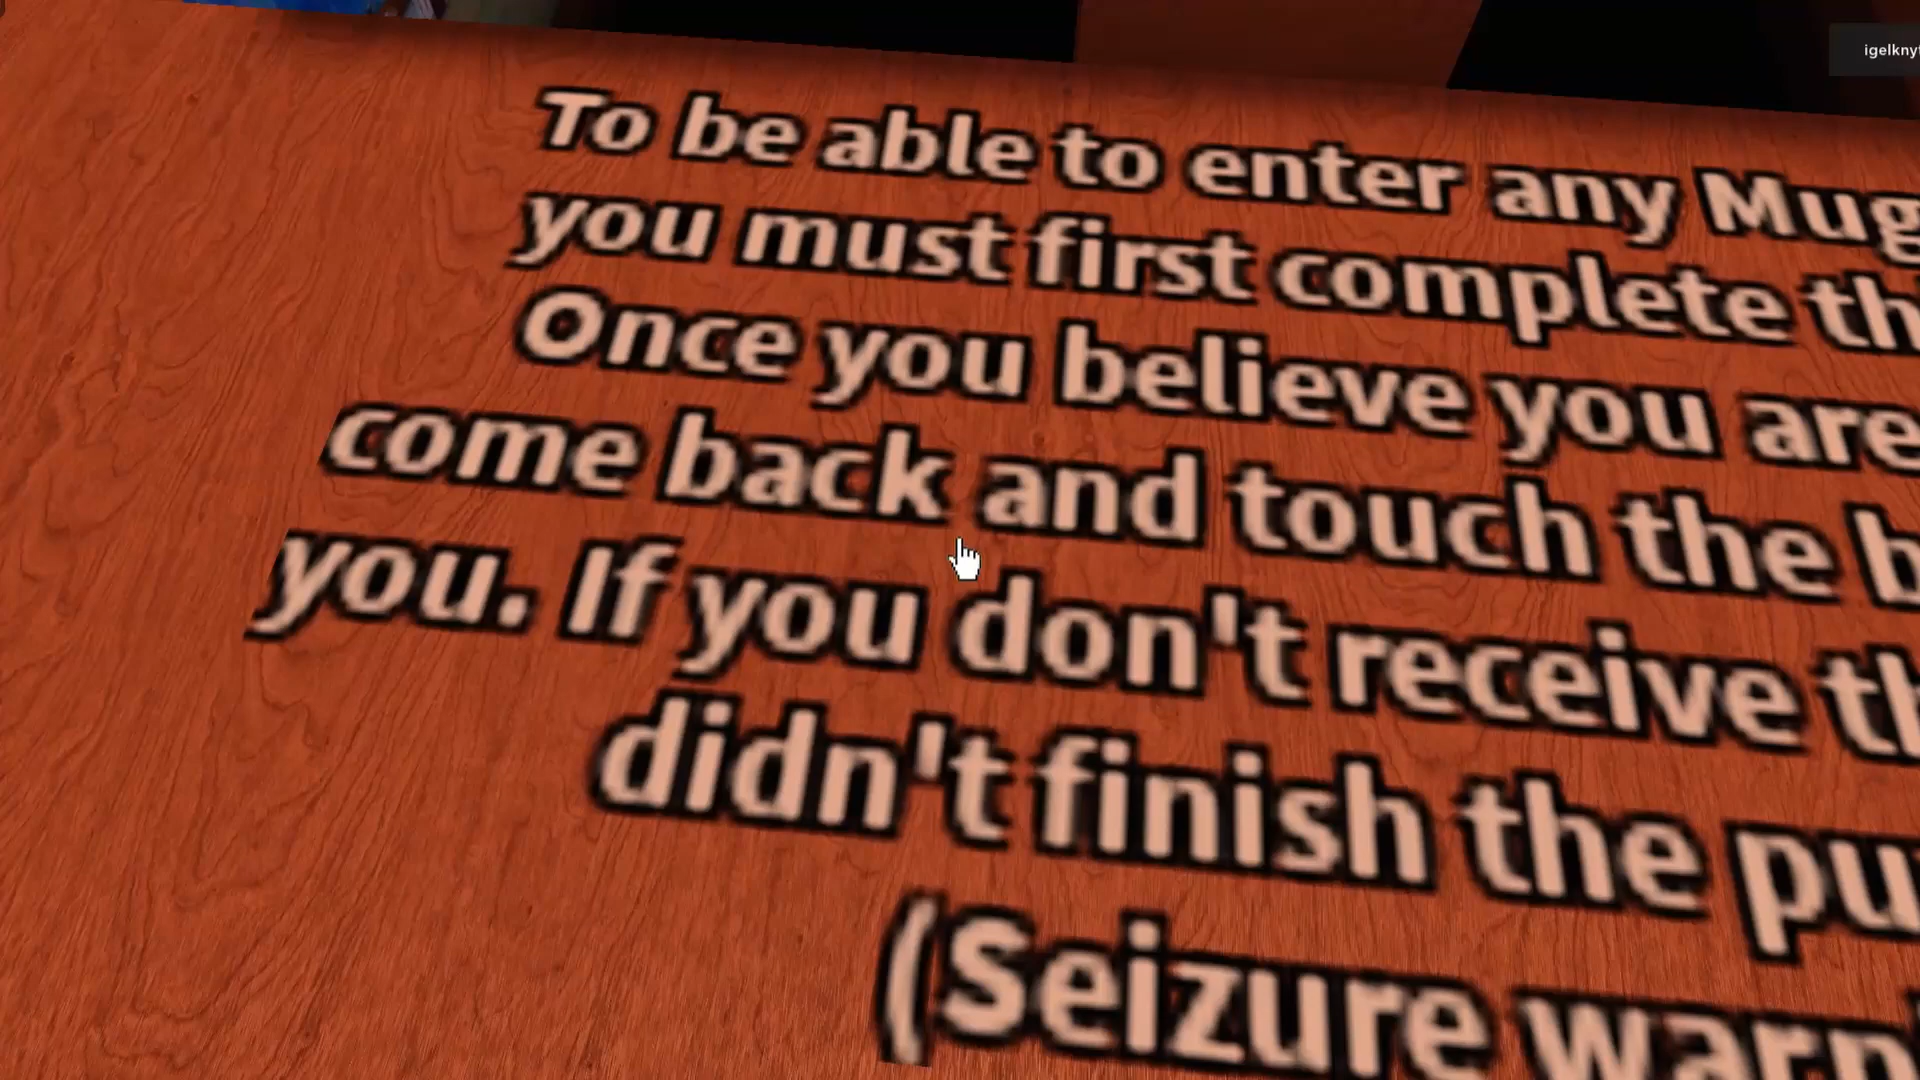 igelkny
To be able to enter any Mug
you must first complete th
Once you believe you are
come back and touch the b
you. If you don't receive th
didn't finish the pu
(Seizure warn